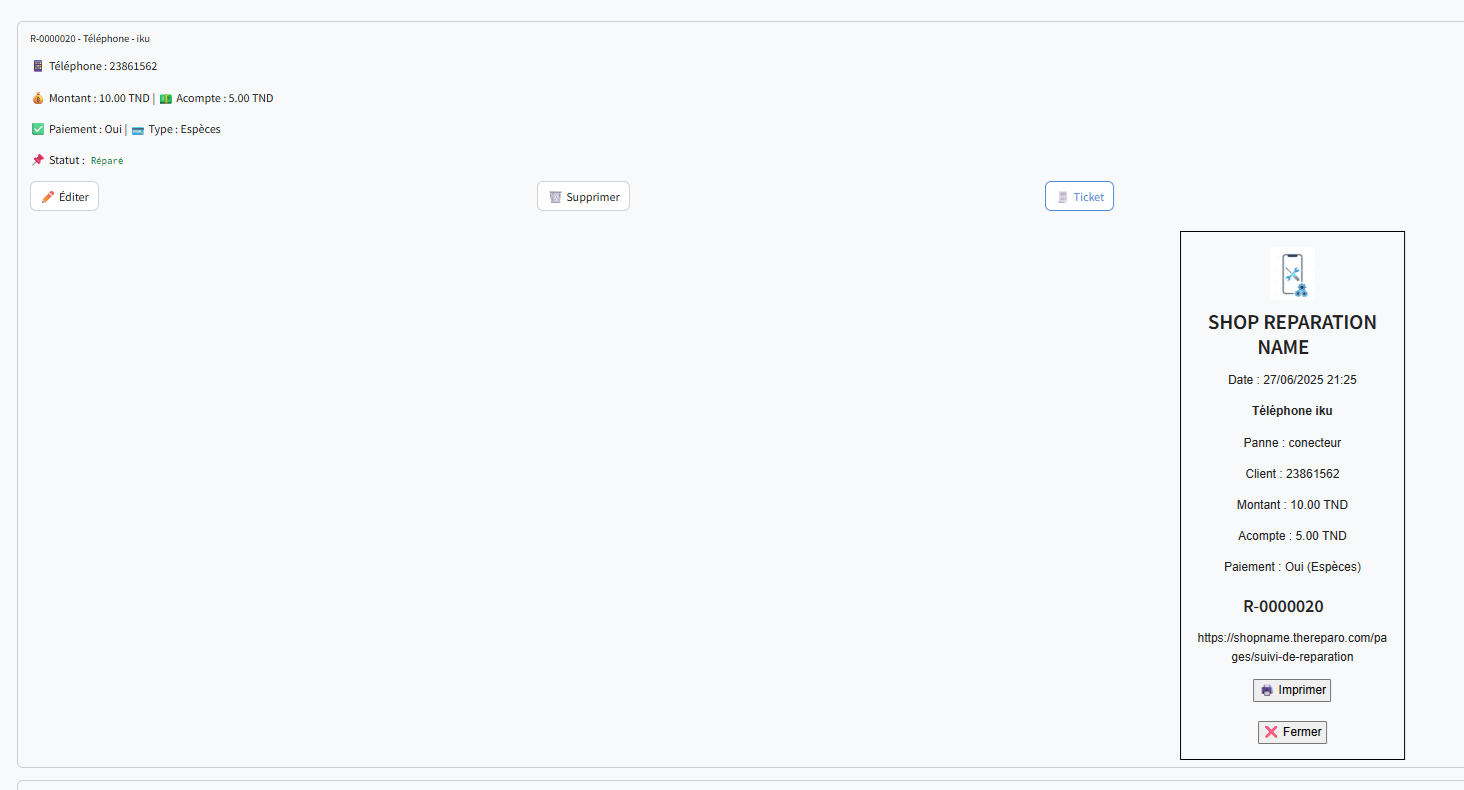 R-0000020 - Téléphone - iku
Téléphone : 23861562
Montant : 10.00 TND | Acompte : 5.00 TND
Paiement : Oui | Type : Espèces
Statut : Réparé
Éditer
Supprimer
Ticket
SHOP REPARATION
NAME
Date : 27/06/2025 21:25
Téléphone iku
Panne : conecteur
Client : 23861562
Montant : 10.00 TND
Acompte : 5.00 TND
Paiement : Oui (Espèces)
R-0000020
https://shopname.thereparo.com/pa
ges/suivi-de-reparation
Imprimer
Fermer